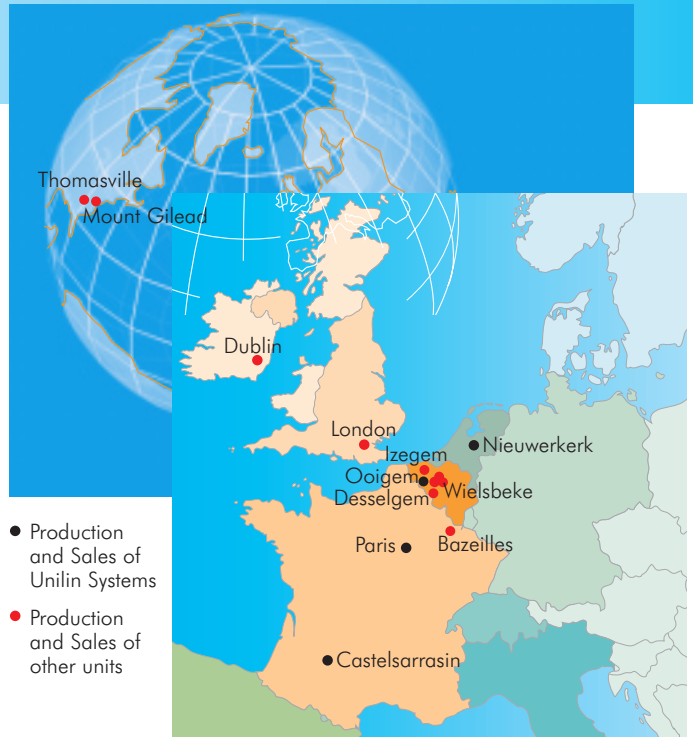 Thomasville
Mount Gilead
Dublin
London
Izegem
Nieuwerkerk
Ooigem
Wielsbeke
Desselgem
Paris
Bazeilles
Castelsarrasin
Production
and Sales of
Unilin Systems
Production
and Sales of
other units